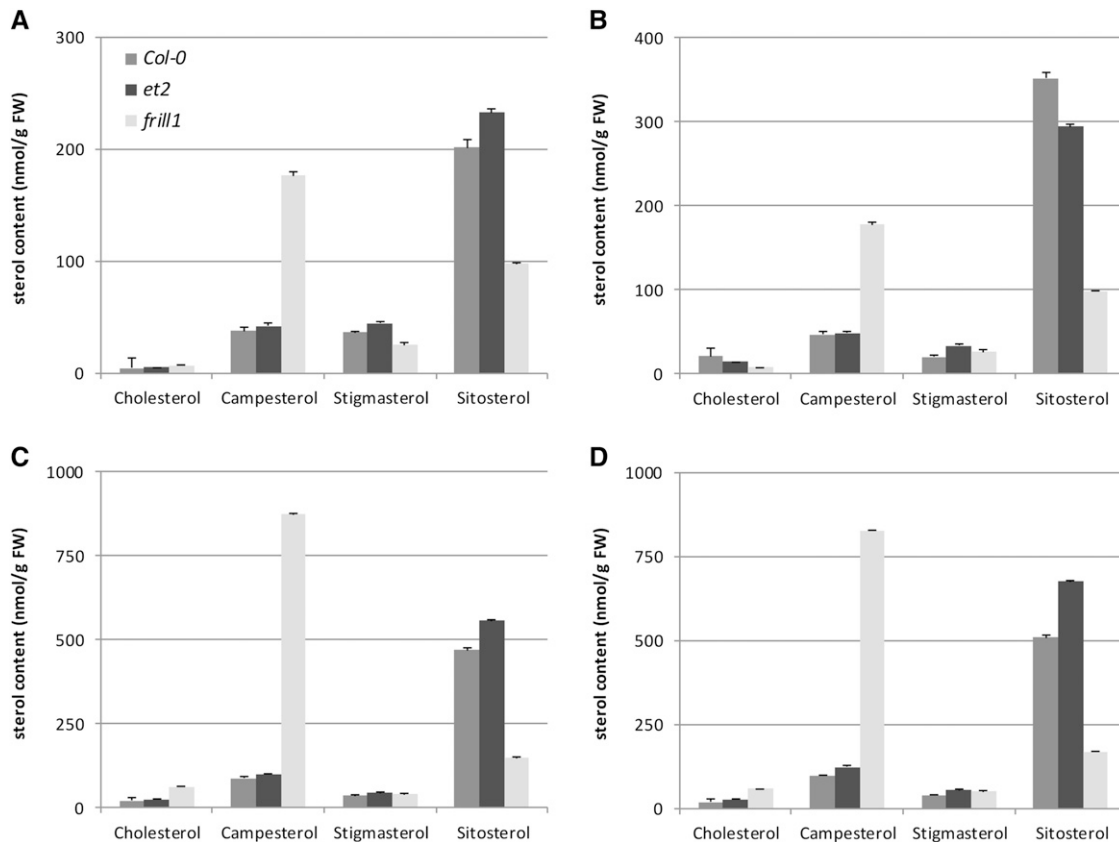 A
sterol content (nmol/g FW)
300
200
100
0
Col-0
et2
frill1
Cholesterol Campesterol Stigmasterol Sitosterol
B
sterol content (nmol/g FW)
400
300
200
100
0
Cholesterol Campesterol Stigmasterol Sitosterol
C
sterol content (nmol/g FW)
1000
750
500
250
0
Cholesterol Campesterol Stigmasterol Sitosterol
D
sterol content (nmol/g FW)
1000
750
500
250
0
Cholesterol Campesterol Stigmasterol Sitosterol